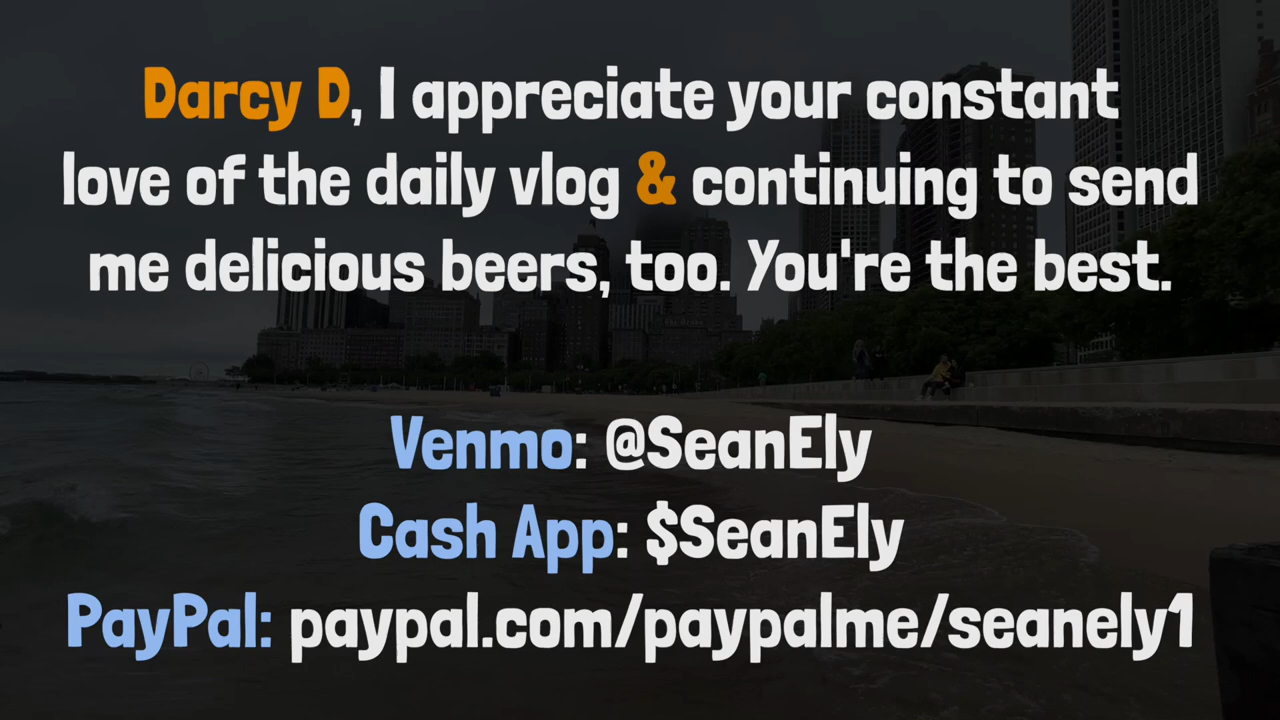 Darcy D, I appreciate your constant
love of the daily vlog & continuing to send
me delicious beers, too. You're the best.
Venmo: @SeanEly
Cash App: $SeanEly
PayPal: paypal.com/paypalme/seanely1